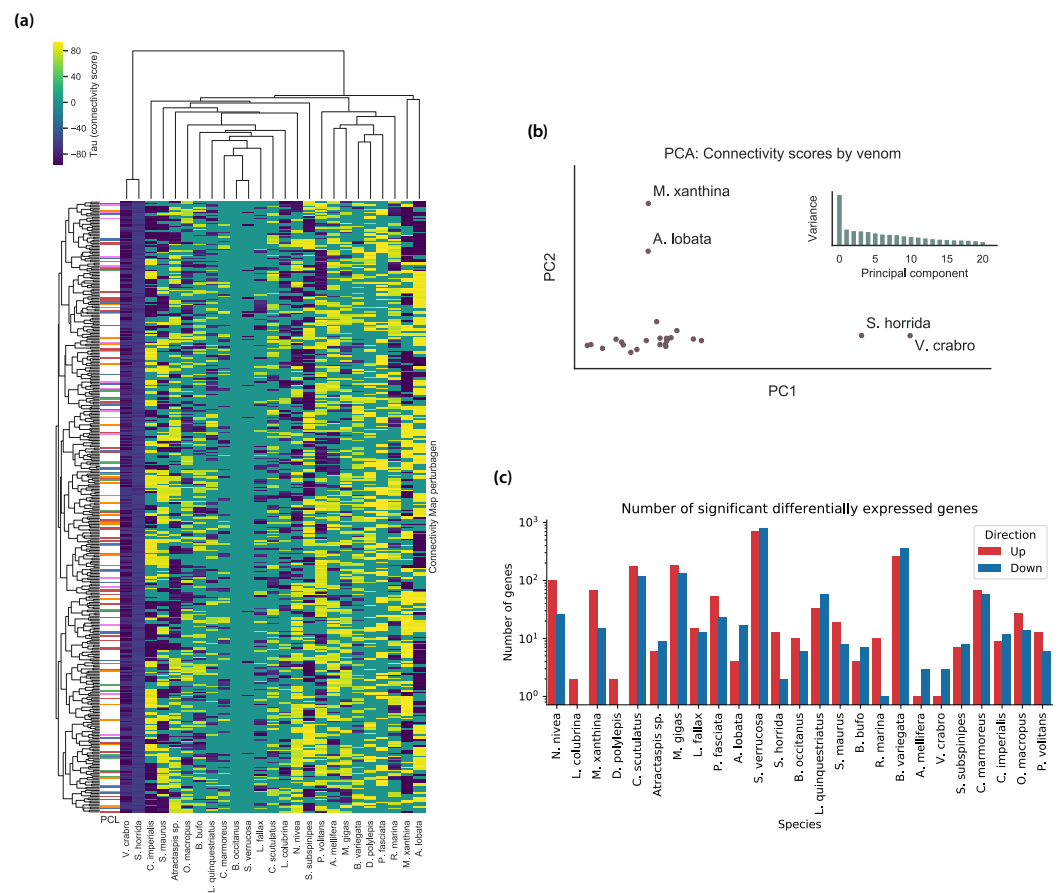 (a)
80
40
0
−40
−80
Tau (connectivity score)
Connectivity Map perturbagen
PCL
V. crabro
S. horrida
C. imperialis
S. maurus
Atractaspis sp.
O. macropus
B. bufo
L. quinquestriatus
C. marmoreus
B. occitanus
S. verrucosa
L. fallax
C. scutulatus
L. colubrina
N. nivea
S. subspinipes
P. volitans
A. mellifera
M. gigas
B. variegata
D. polylepis
P. fasciata
R. marina
M. xanthina
A. lobata
(b)
PCA: Connectivity scores by venom
M. xanthina
A. lobata
S. horrida
V. crabro
PC2
PC1
Variance
0 5 10 15 20
Principal component
(c)
Number of significant differentially expressed genes
Direction
Up
Down
Number of genes
10³
10²
10¹
10⁰
N. nivea
L. colubrina
M. xanthina
D. polylepis
C. scutulatus
Atractaspis sp.
M. gigas
L. fallax
P. fasciata
A. lobata
S. verrucosa
S. horrida
B. occitanus
L. quinquestriatus
S. maurus
B. bufo
R. marina
B. variegata
A. mellifera
V. crabro
S. subspinipes
C. marmoreus
C. imperialis
O. macropus
P. volitans
Species